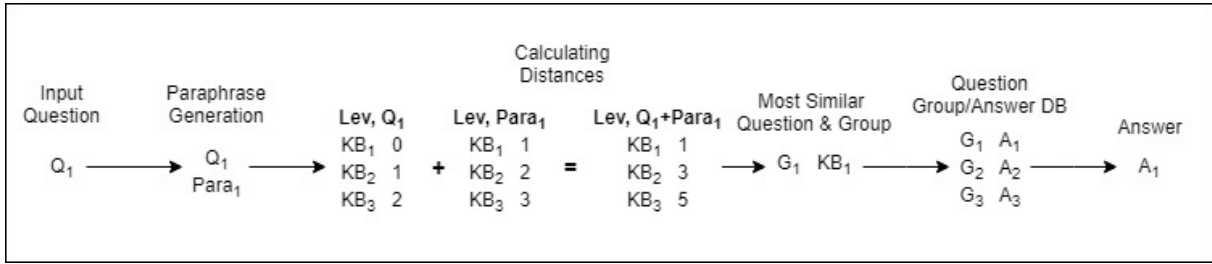 Input
Question
Q₁
Paraphrase
Generation
Q₁
Para₁
Calculating
Distances
Lev, Q₁
KB₁ 0
KB₂ 1
KB₃ 2
+
Lev, Para₁
KB₁ 1
KB₂ 2
KB₃ 3
=
Lev, Q₁+Para₁
KB₁ 1
KB₂ 3
KB₃ 5
Most Similar
Question & Group
G₁ KB₁
Question
Group/Answer DB
G₁ A₁
G₂ A₂
G₃ A₃
Answer
A₁